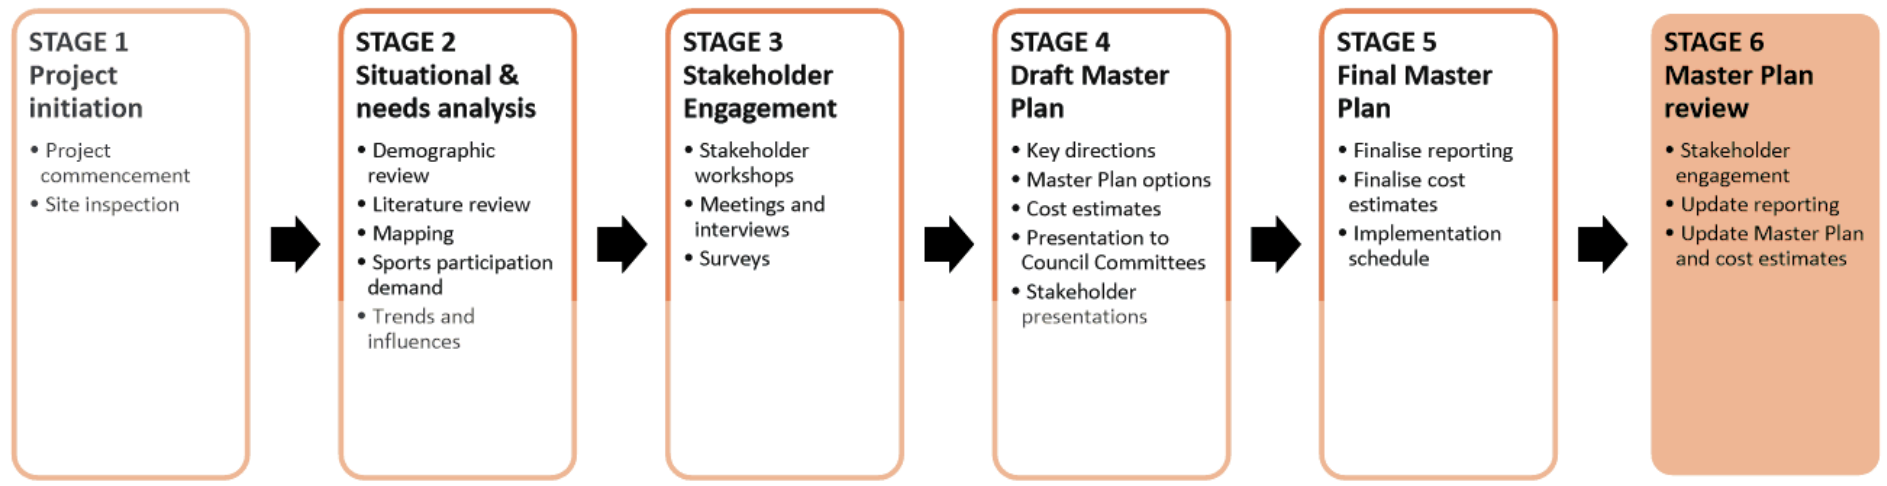 STAGE 1
Project
initiation
• Project
commencement
• Site inspection
STAGE 2
Situational &
needs analysis
• Demographic
review
• Literature review
• Mapping
• Sports participation
demand
• Trends and
influences
STAGE 3
Stakeholder
Engagement
• Stakeholder
workshops
• Meetings and
interviews
• Surveys
STAGE 4
Draft Master
Plan
• Key directions
• Master Plan options
• Cost estimates
• Presentation to
Council Committees
• Stakeholder
presentations
STAGE 5
Final Master
Plan
• Finalise reporting
• Finalise cost
estimates
• Implementation
schedule
STAGE 6
Master Plan
review
• Stakeholder
engagement
• Update reporting
• Update Master Plan
and cost estimates